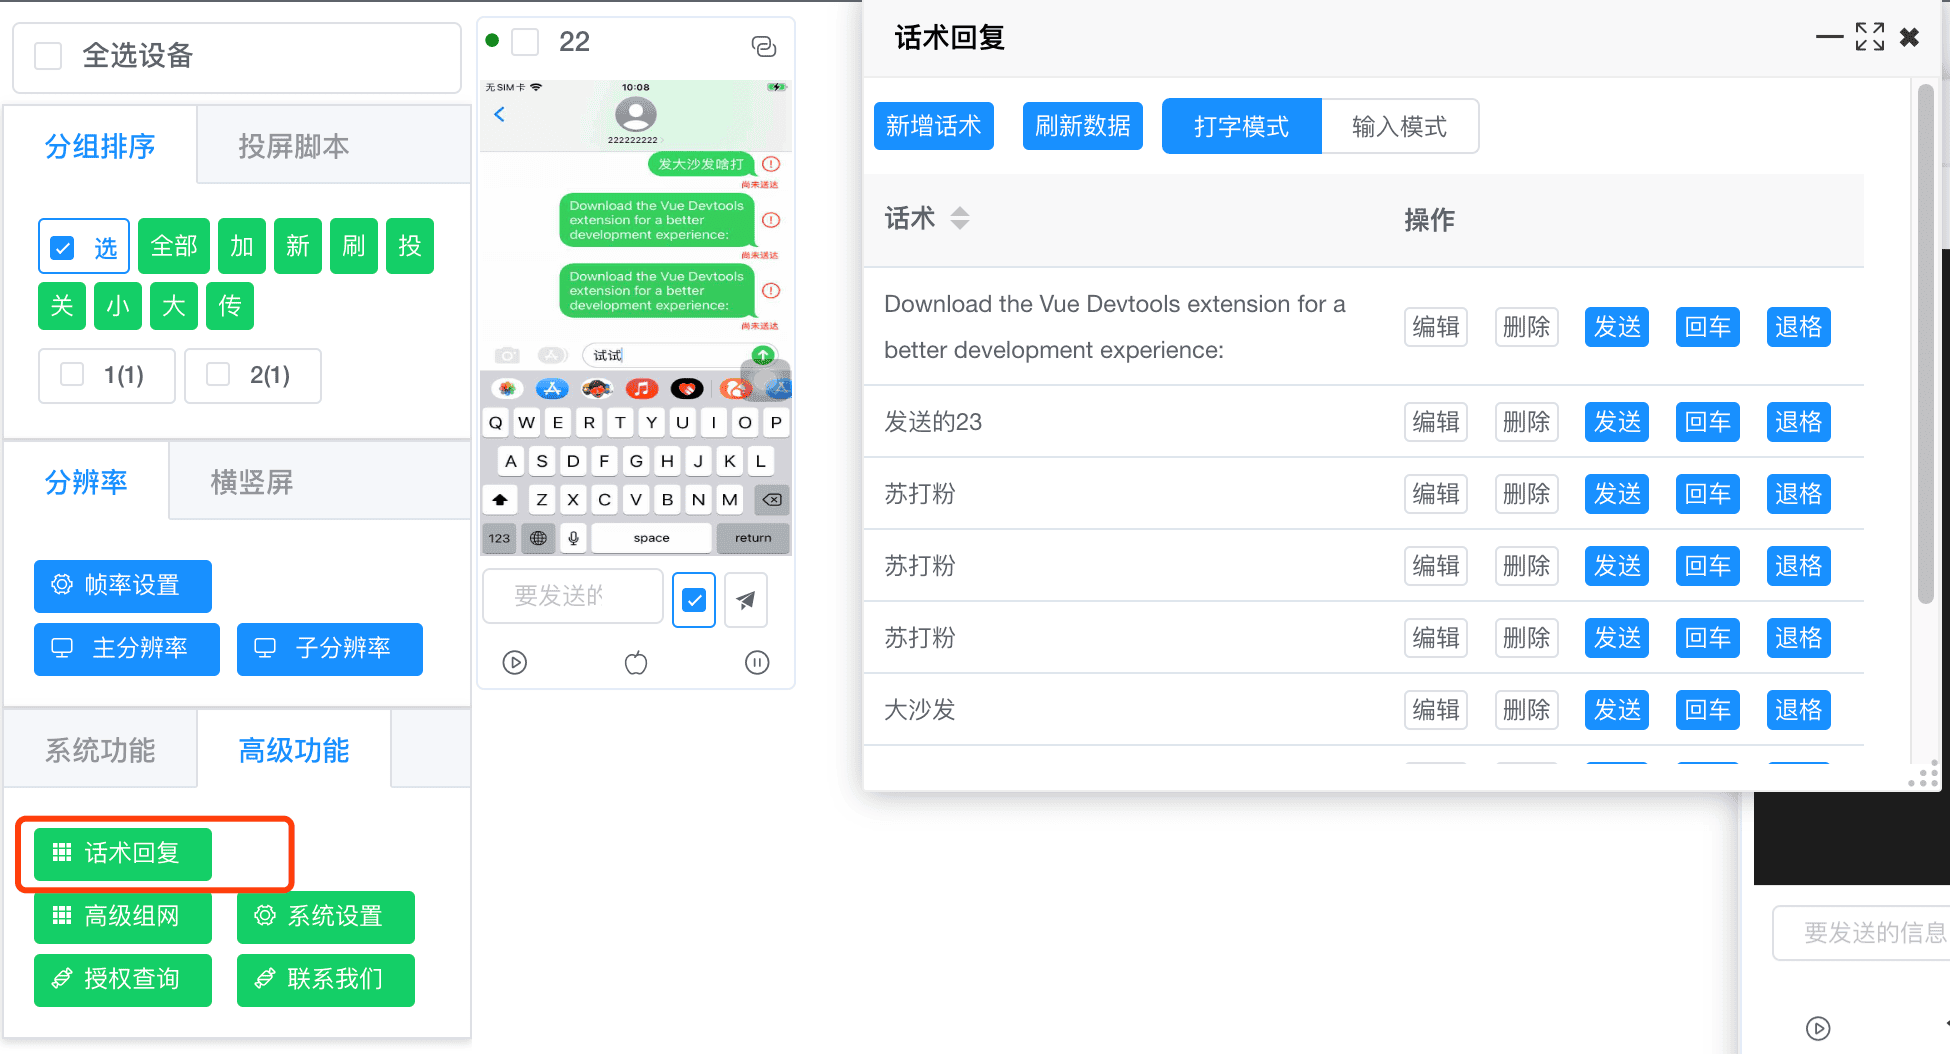 全选设备
分组排序
投屏脚本
选
全部
加
新
刷
投
关
小
大
传
1(1)
2(1)
分辨率
横竖屏
帧率设置
主分辨率
子分辨率
系统功能
高级功能
话术回复
高级组网
系统设置
授权查询
联系我们
22
无SIM卡
10:08
222222222
发大沙发啥打
尚未送达
Download the Vue Devtools
extension for a better
development experience:
尚未送达
Download the Vue Devtools
extension for a better
development experience:
尚未送达
试试
Q W E R T Y U I O P
A S D F G H J K L
Z X C V B N M
123
space
return
要发送的
话术回复
新增话术
刷新数据
打字模式
输入模式
话术
操作
Download the Vue Devtools extension for a
better development experience:
编辑 删除 发送 回车 退格
发送的23
编辑 删除 发送 回车 退格
苏打粉
编辑 删除 发送 回车 退格
苏打粉
编辑 删除 发送 回车 退格
苏打粉
编辑 删除 发送 回车 退格
大沙发
编辑 删除 发送 回车 退格
要发送的信息